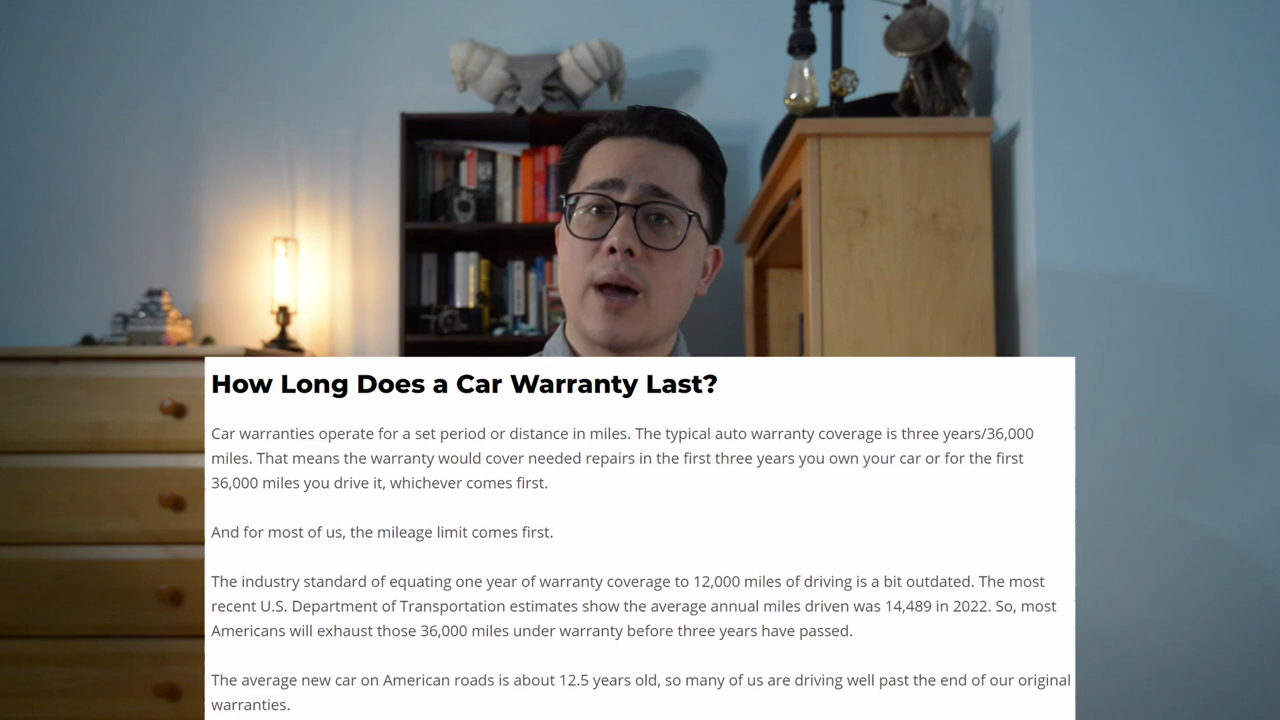 How Long Does a Car Warranty Last?
Car warranties operate for a set period or distance in miles. The typical auto warranty coverage is three years/36,000
miles. That means the warranty would cover needed repairs in the first three years you own your car or for the first
36,000 miles you drive it, whichever comes first.
And for most of us, the mileage limit comes first.
The industry standard of equating one year of warranty coverage to 12,000 miles of driving is a bit outdated. The most
recent U.S. Department of Transportation estimates show the average annual miles driven was 14,489 in 2022. So, most
Americans will exhaust those 36,000 miles under warranty before three years have passed.
The average new car on American roads is about 12.5 years old, so many of us are driving well past the end of our original
warranties.